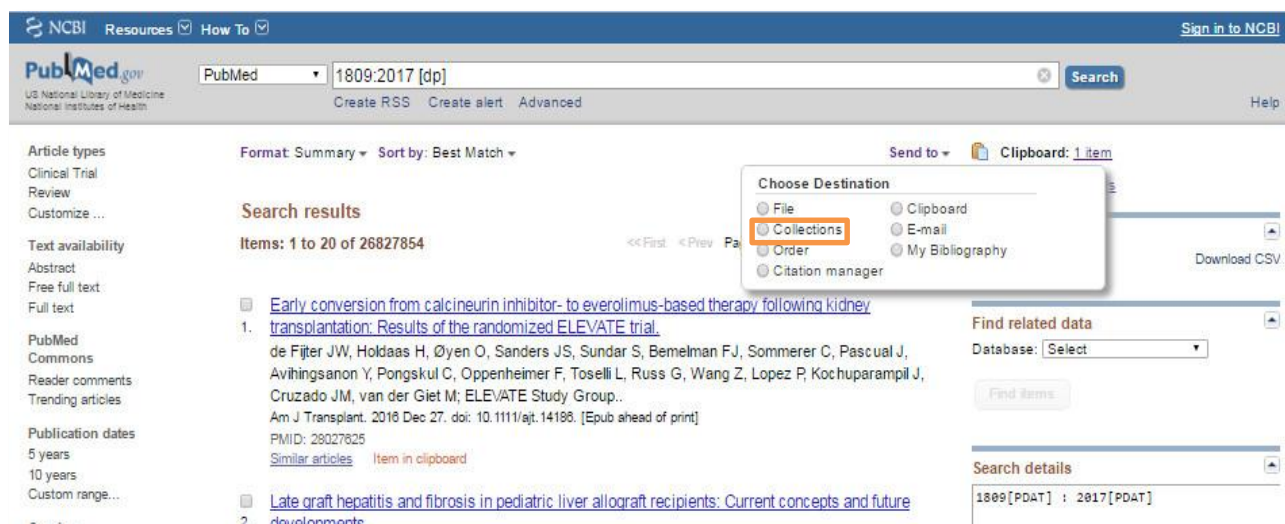 NCBI Resources How To Sign in to NCBI
PubMed.gov
US National Library of Medicine
National Institutes of Health
PubMed 1809:2017 [dp] Search
Create RSS Create alert Advanced Help
Article types
Clinical Trial
Review
Customize ...
Text availability
Abstract
Free full text
Full text
PubMed
Commons
Reader comments
Trending articles
Publication dates
5 years
10 years
Custom range...
Format: Summary Sort by: Best Match Send to
Search results
Items: 1 to 20 of 26827854 <<First <Prev
Choose Destination
File Clipboard
Collections E-mail
Order My Bibliography
Citation manager
Early conversion from calcineurin inhibitor- to everolimus-based therapy following kidney
1. transplantation: Results of the randomized ELEVATE trial.
de Fijter JW, Holdaas H, Øyen O, Sanders JS, Sundar S, Bemelman FJ, Sommerer C, Pascual J,
Avihingsanon Y, Pongskul C, Oppenheimer F, Toselli L, Russ G, Wang Z, Lopez P, Kochuparampil J,
Cruzado JM, van der Giet M; ELEVATE Study Group..
Am J Transplant. 2016 Dec 27. doi: 10.1111/ajt.14186. [Epub ahead of print]
PMID: 28027625
Similar articles Item in clipboard
Late graft hepatitis and fibrosis in pediatric liver allograft recipients: Current concepts and future
2. developments.
Clipboard: 1 item
Download CSV
Find related data
Database: Select
Find items
Search details
1809[PDAT] : 2017[PDAT]